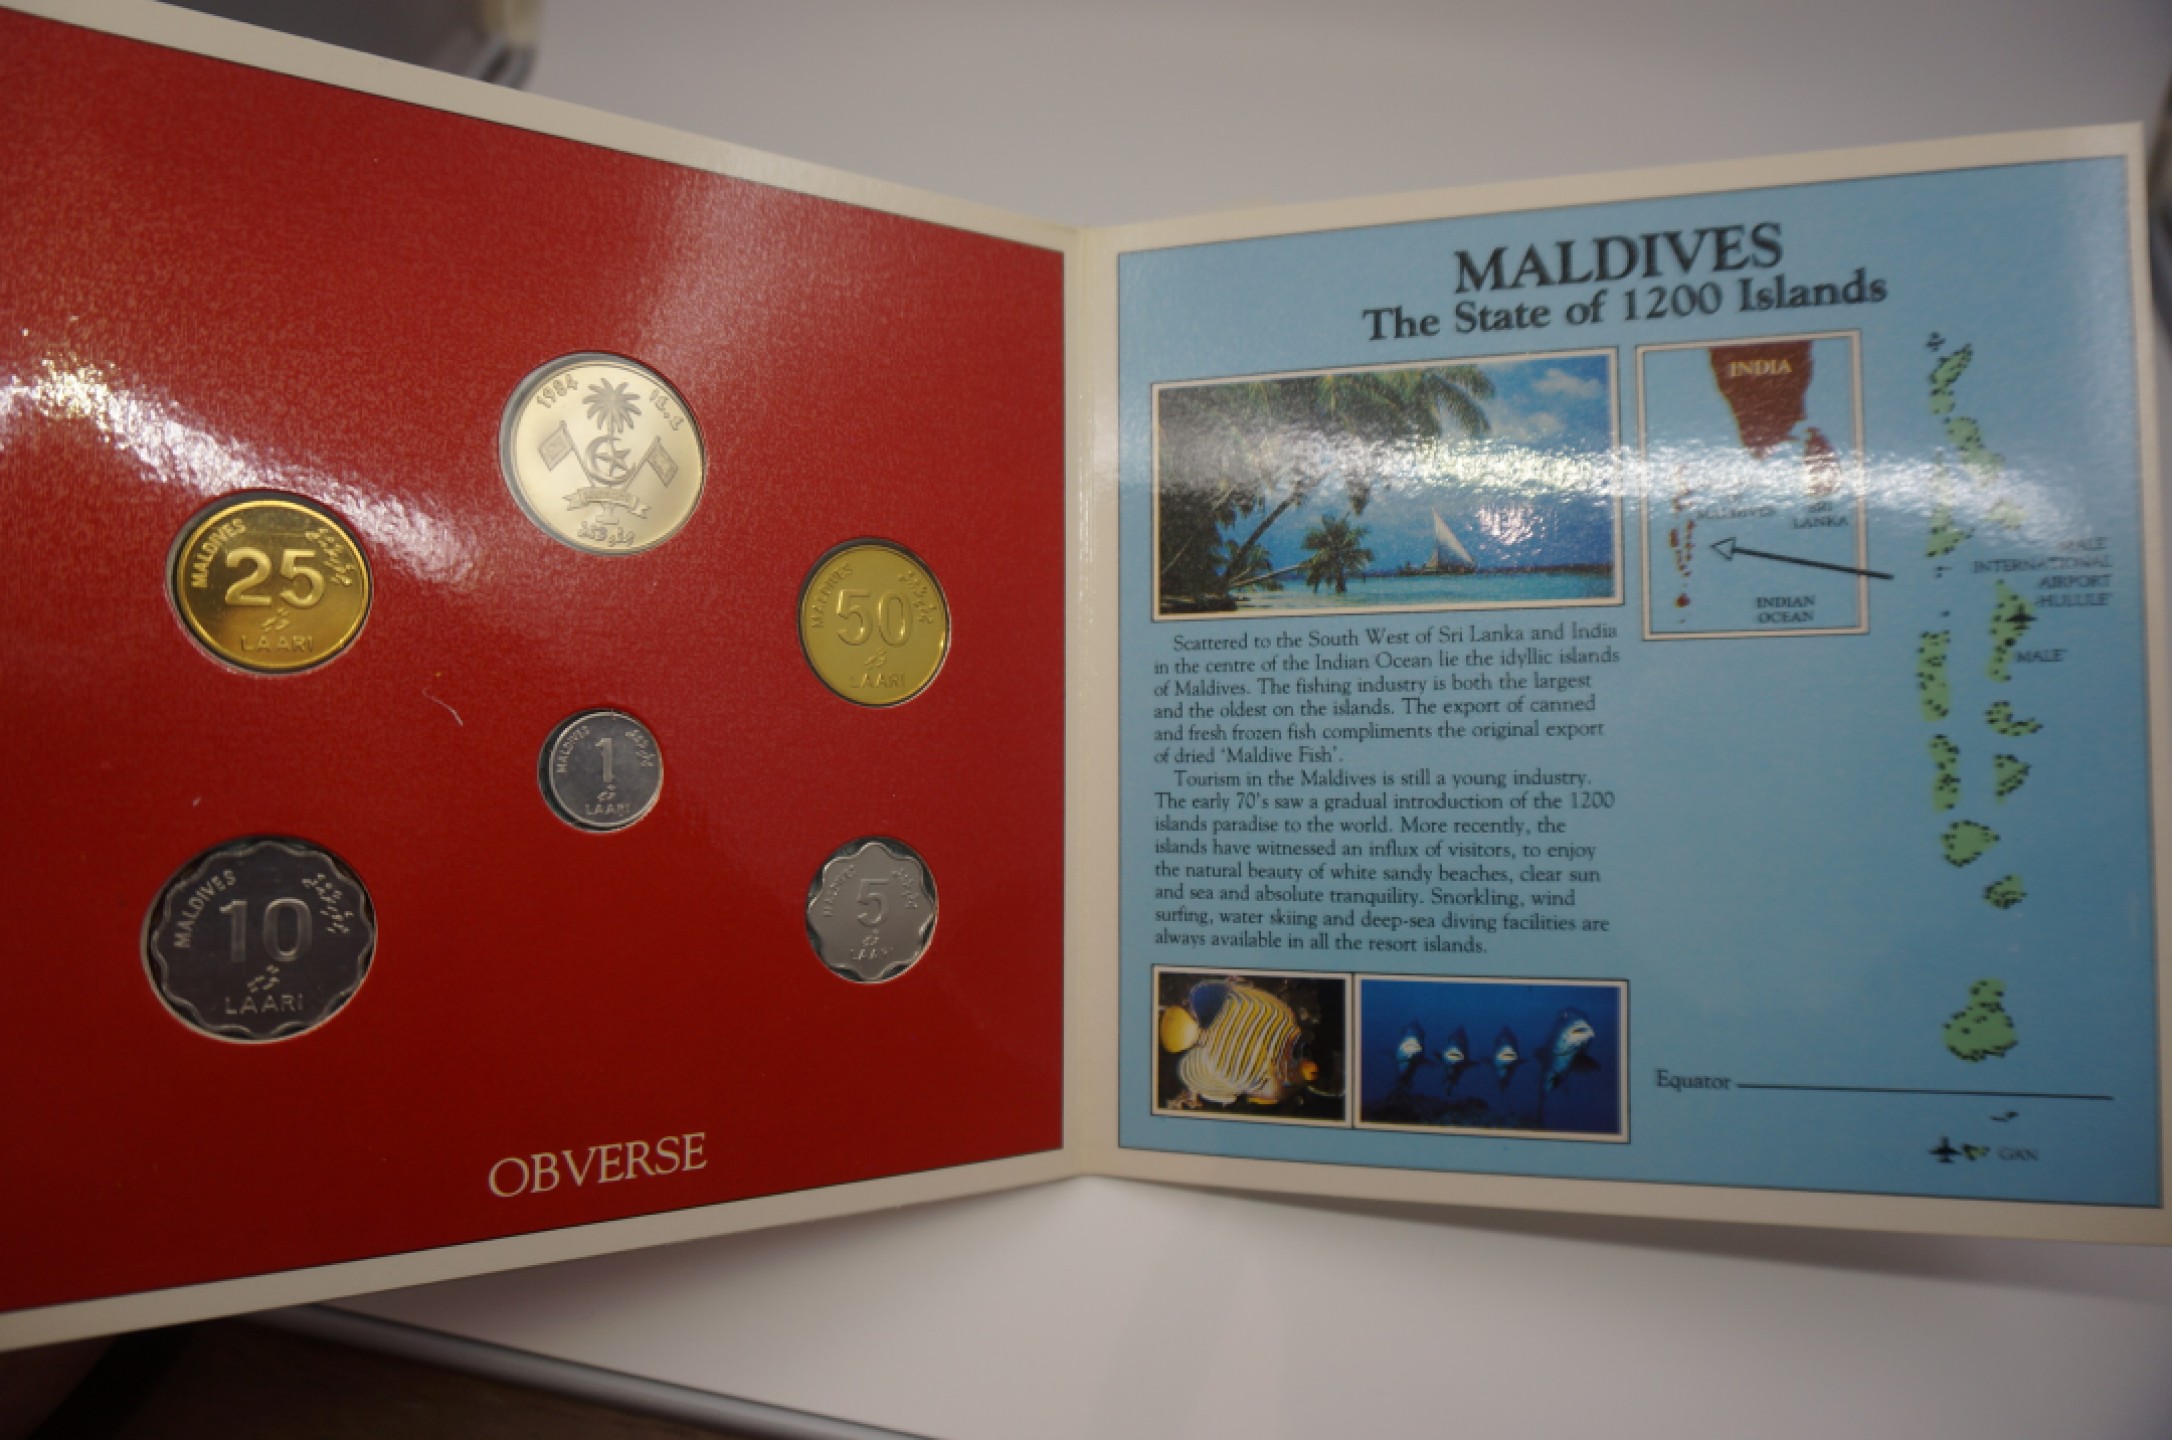 1984
١٤٠٤
MALDIVES
25
LAARI
MALDIVES
50
LAARI
MALDIVES
1
LAARI
MALDIVES
10
LAARI
MALDIVES
5
LAARI
OBVERSE
MALDIVES
The State of 1200 Islands
INDIA
MALDIVES
SRI
LANKA
INDIAN
OCEAN
MALE'
INTERNATIONAL
AIRPORT
'HULULE'
MALE'
Scattered to the South West of Sri Lanka and India
in the centre of the Indian Ocean lie the idyllic islands
of Maldives. The fishing industry is both the largest
and the oldest on the islands. The export of canned
and fresh frozen fish compliments the original export
of dried 'Maldive Fish'.
Tourism in the Maldives is still a young industry.
The early 70's saw a gradual introduction of the 1200
islands paradise to the world. More recently, the
islands have witnessed an influx of visitors, to enjoy
the natural beauty of white sandy beaches, clear sun
and sea and absolute tranquility. Snorkling, wind
surfing, water skiing and deep-sea diving facilities are
always available in all the resort islands.
Equator
GAN